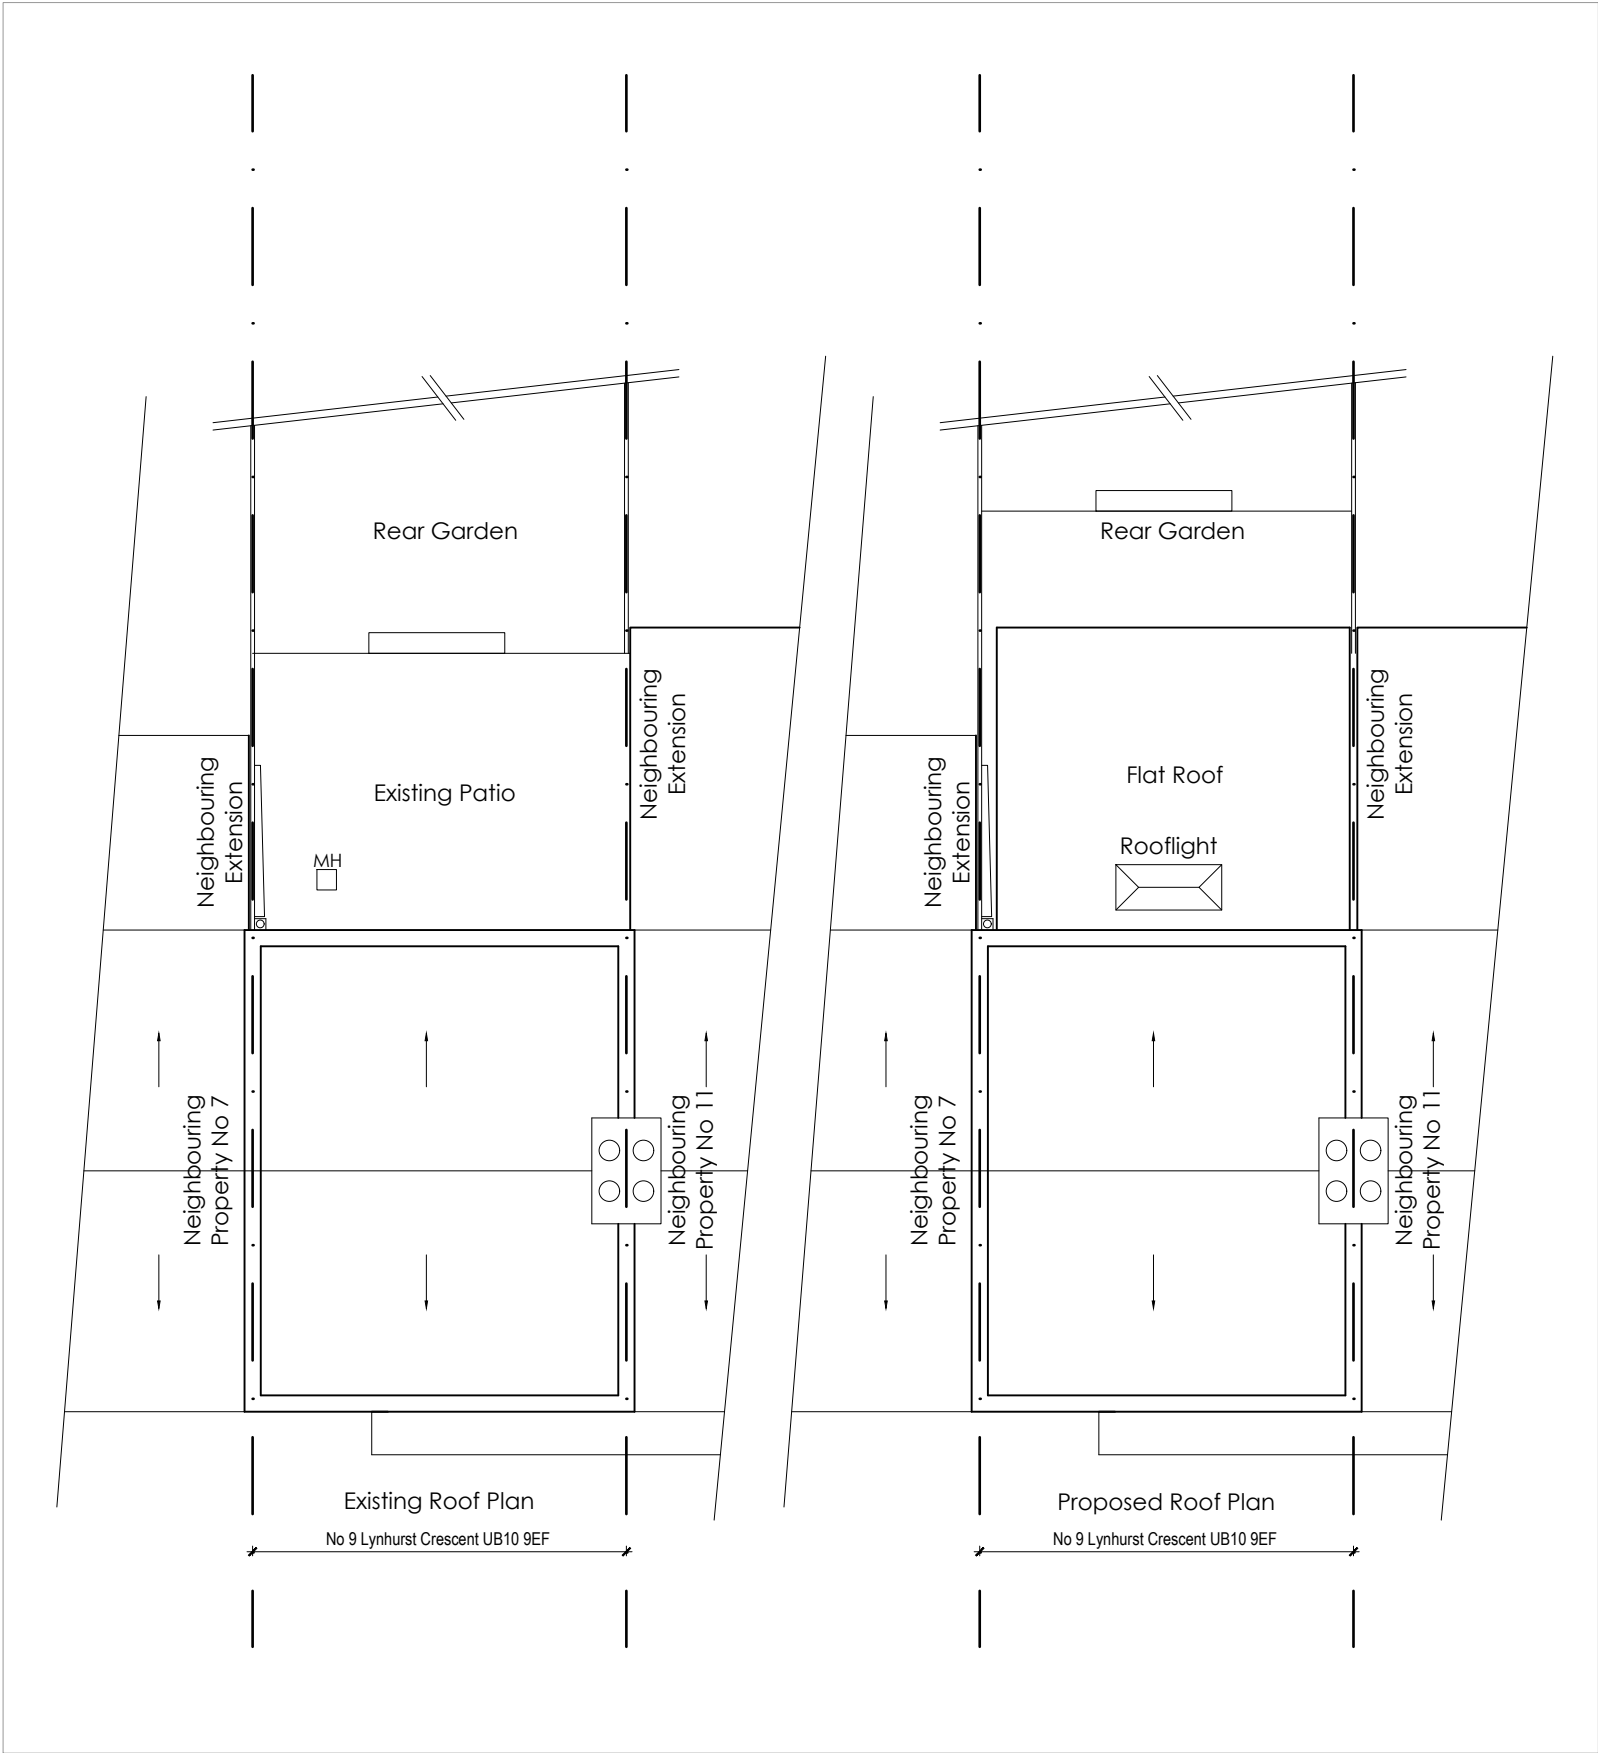 Rear Garden
Neighbouring
Extension
Neighbouring
Extension
Existing Patio
MH
Neighbouring
Property No 7
Neighbouring
Property No 11
Existing Roof Plan
No 9 Lynhurst Crescent UB10 9EF
Rear Garden
Neighbouring
Extension
Neighbouring
Extension
Flat Roof
Rooflight
Neighbouring
Property No 7
Neighbouring
Property No 11
Proposed Roof Plan
No 9 Lynhurst Crescent UB10 9EF